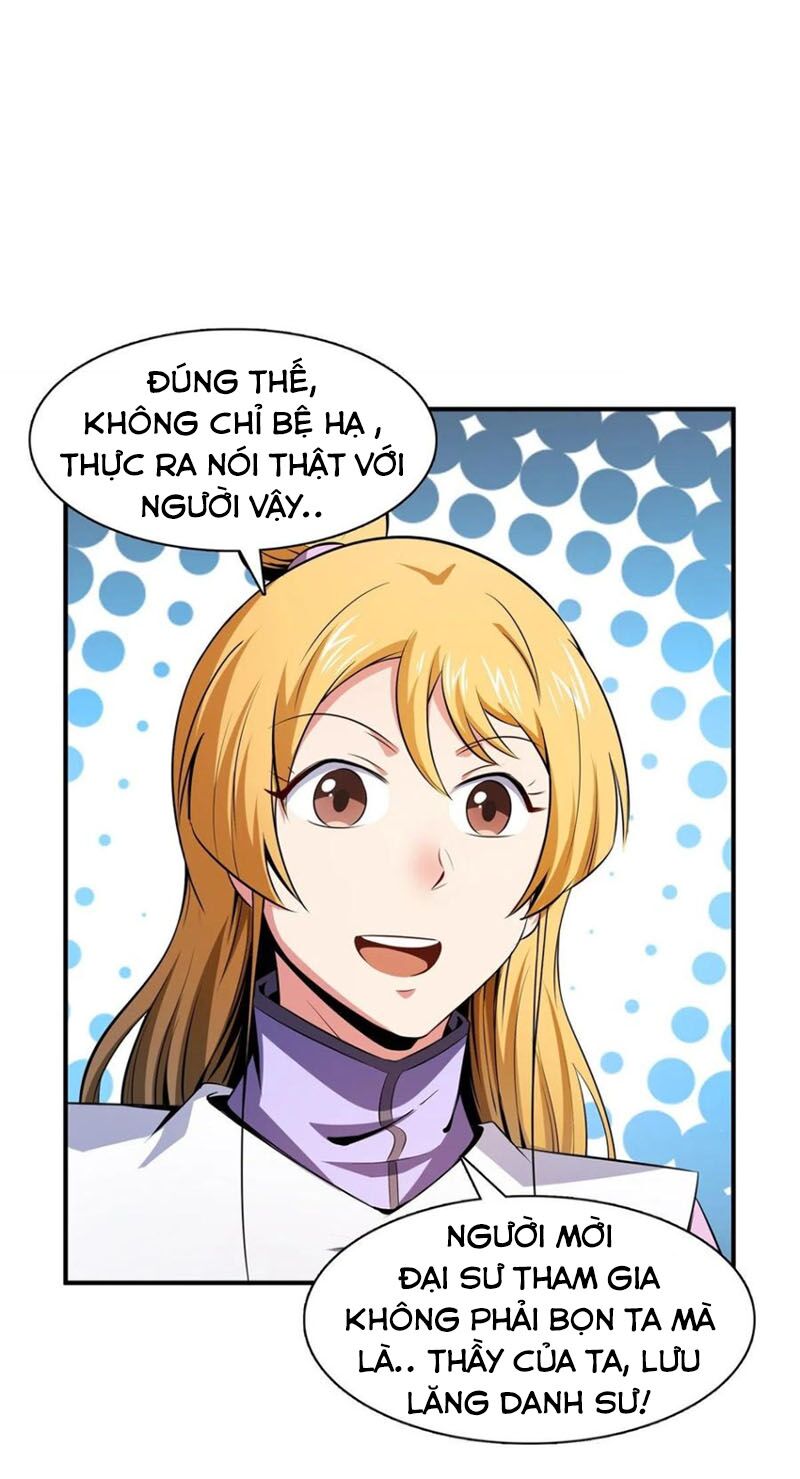 ĐÚNG THẾ,
KHÔNG CHỈ BỆ HẠ ,
THỰC RA NÓI THẬT VỚI
NGƯỜI VẬY..
NGƯỜI MỜI
ĐẠI SƯ THAM GIA
KHÔNG PHẢI BỌN TA MÀ
LÀ.. THẦY CỦA TA, LƯU
LĂNG DANH SƯ!